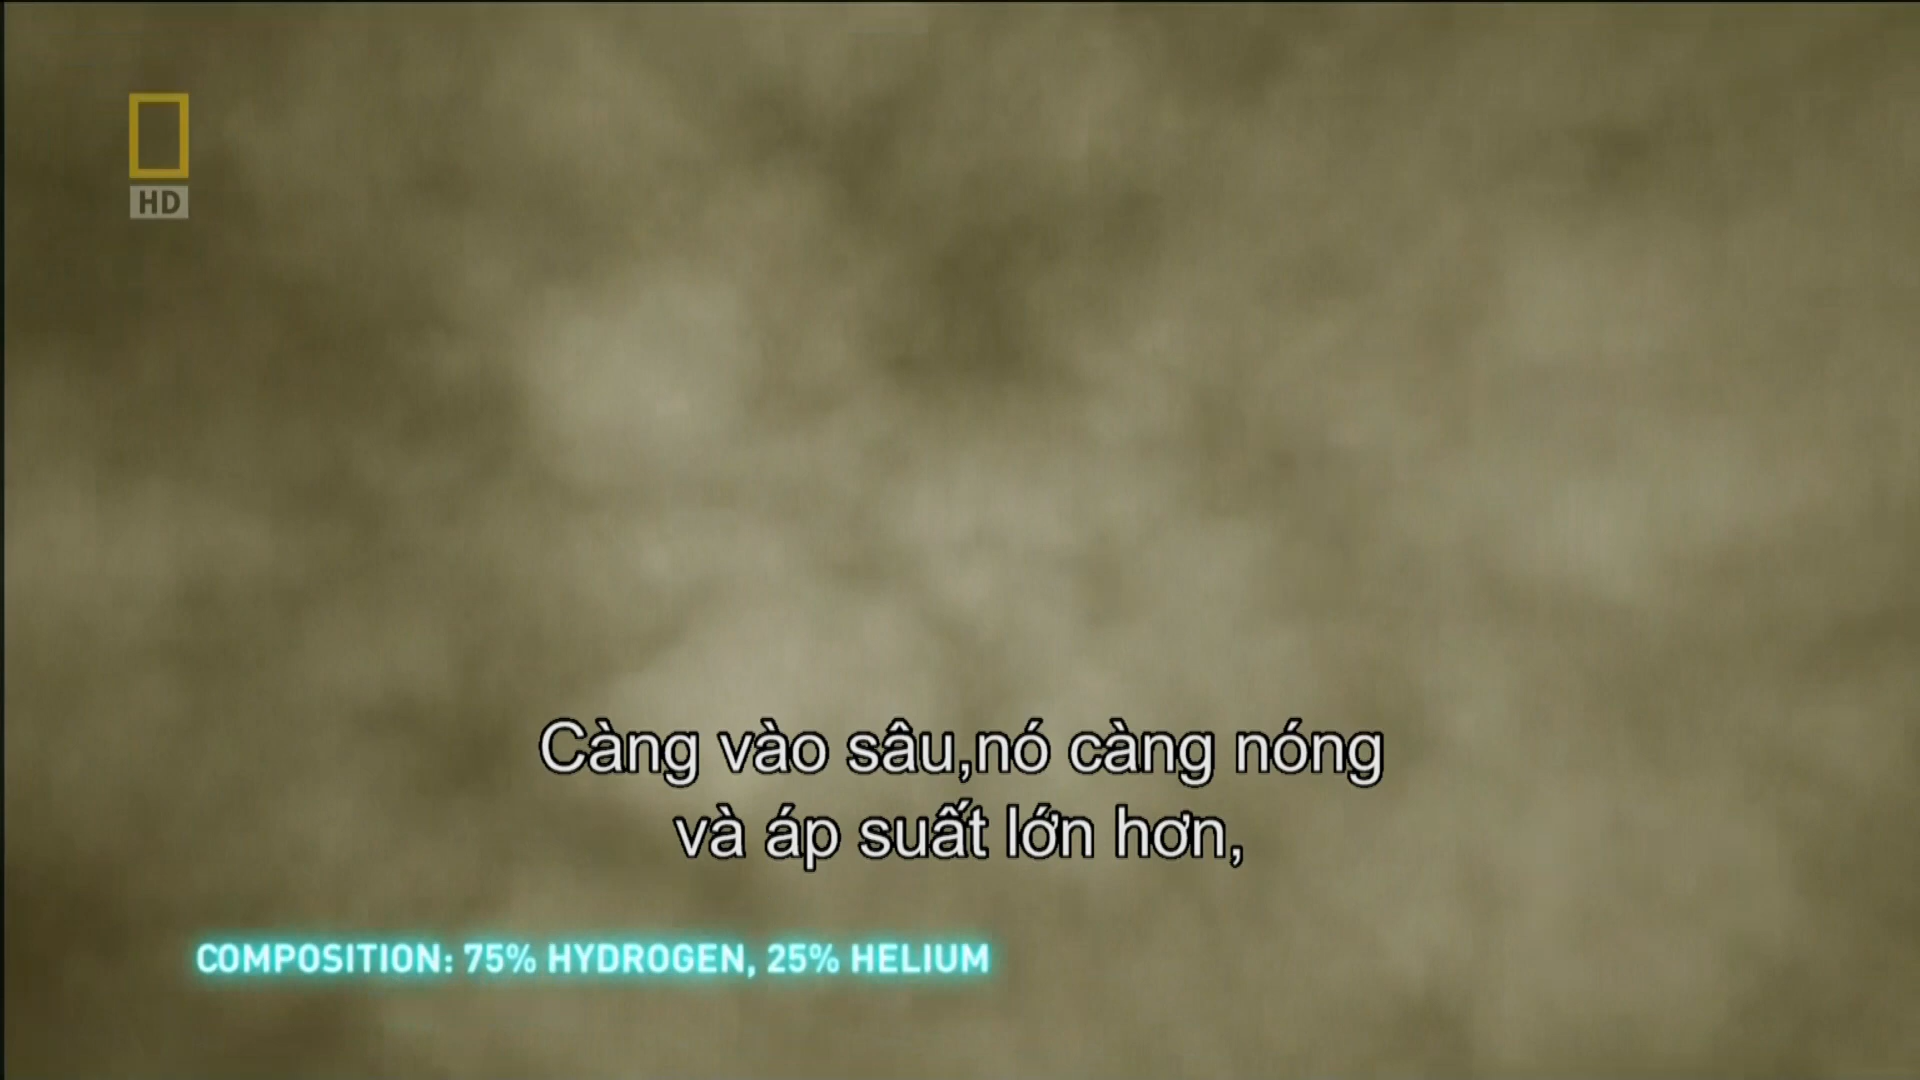 HD
Càng vào sâu,nó càng nóng
và áp suất lớn hơn,
COMPOSITION: 75% HYDROGEN, 25% HELIUM